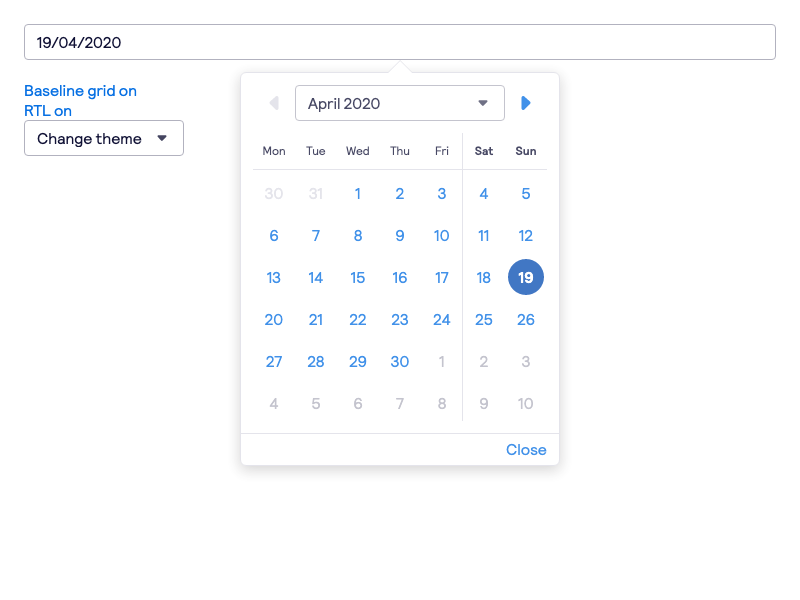 19/04/2020
Baseline grid on
RTL on
Change theme
April 2020
Mon Tue Wed Thu Fri Sat Sun
30 31 1 2 3 4 5
6 7 8 9 10 11 12
13 14 15 16 17 18 19
20 21 22 23 24 25 26
27 28 29 30 1 2 3
4 5 6 7 8 9 10
Close